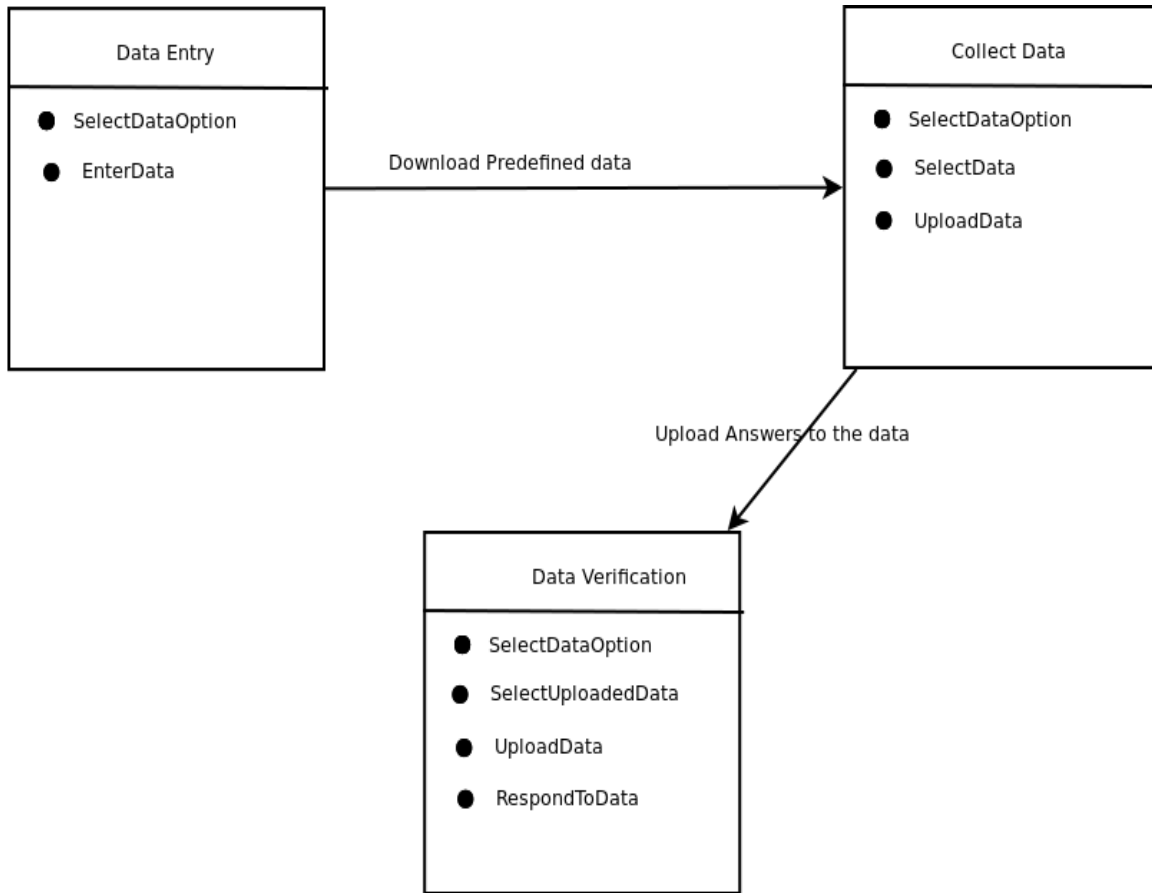 Data Entry
SelectDataOption
EnterData
Download Predefined data
Collect Data
SelectDataOption
SelectData
UploadData
Upload Answers to the data
Data Verification
SelectDataOption
SelectUploadedData
UploadData
RespondToData